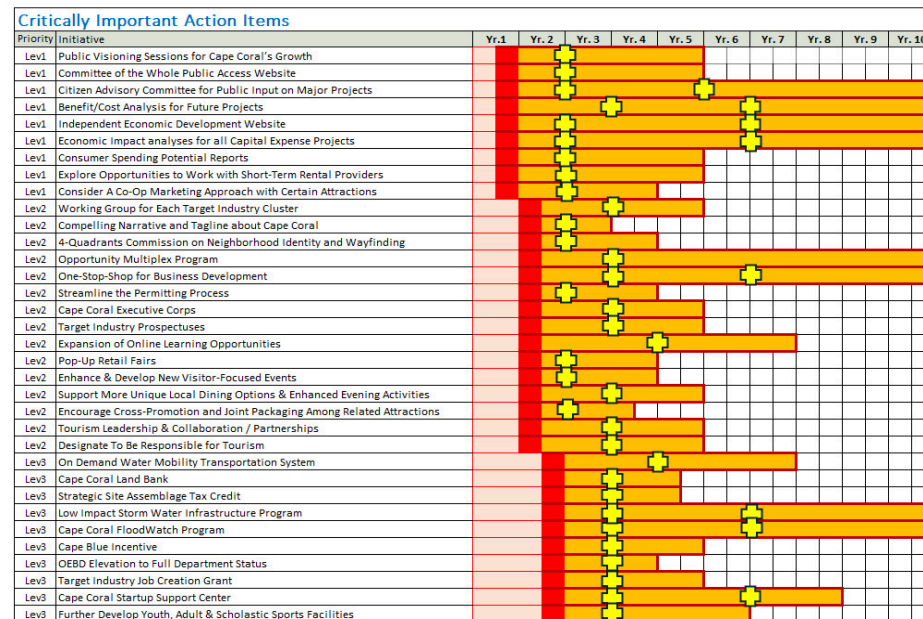 Critically Important Action Items
Priority Initiative Yr.1 Yr. 2 Yr. 3 Yr. 4 Yr. 5 Yr. 6 Yr. 7 Yr. 8 Yr. 9 Yr. 10
Lev1 Public Visioning Sessions for Cape Coral's Growth
Lev1 Committee of the Whole Public Access Website
Lev1 Citizen Advisory Committee for Public Input on Major Projects
Lev1 Benefit/Cost Analysis for Future Projects
Lev1 Independent Economic Development Website
Lev1 Economic Impact analyses for all Capital Expense Projects
Lev1 Consumer Spending Potential Reports
Lev1 Explore Opportunities to Work with Short-Term Rental Providers
Lev1 Consider A Co-Op Marketing Approach with Certain Attractions
Lev2 Working Group for Each Target Industry Cluster
Lev2 Compelling Narrative and Tagline about Cape Coral
Lev2 4-Quadrants Commission on Neighborhood Identity and Wayfinding
Lev2 Opportunity Multiplex Program
Lev2 One-Stop-Shop for Business Development
Lev2 Streamline the Permitting Process
Lev2 Cape Coral Executive Corps
Lev2 Target Industry Prospectuses
Lev2 Expansion of Online Learning Opportunities
Lev2 Pop-Up Retail Fairs
Lev2 Enhance & Develop New Visitor-Focused Events
Lev2 Support More Unique Local Dining Options & Enhanced Evening Activities
Lev2 Encourage Cross-Promotion and Joint Packaging Among Related Attractions
Lev2 Tourism Leadership & Collaboration / Partnerships
Lev2 Designate To Be Responsible for Tourism
Lev3 On Demand Water Mobility Transportation System
Lev3 Cape Coral Land Bank
Lev3 Strategic Site Assemblage Tax Credit
Lev3 Low Impact Storm Water Infrastructure Program
Lev3 Cape Coral FloodWatch Program
Lev3 Cape Blue Incentive
Lev3 OEBD Elevation to Full Department Status
Lev3 Target Industry Job Creation Grant
Lev3 Cape Coral Startup Support Center
Lev3 Further Develop Youth, Adult & Scholastic Sports Facilities